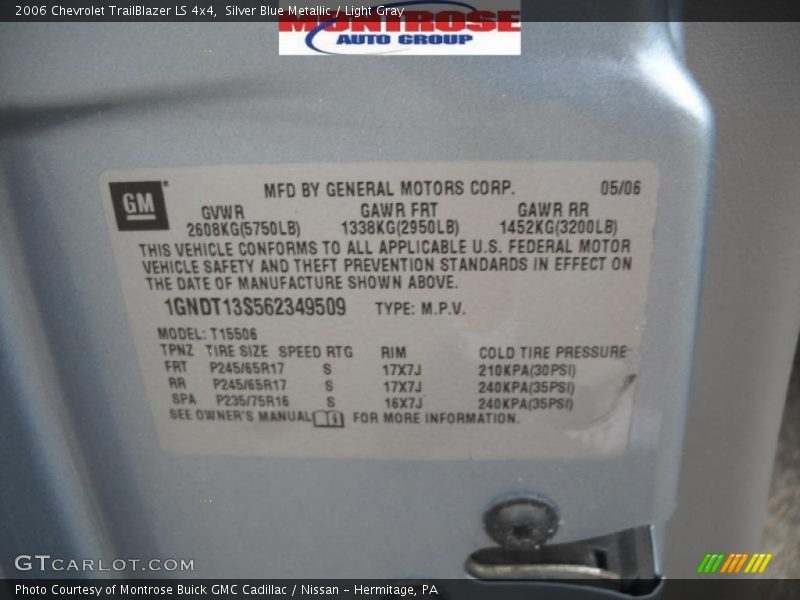 2006 Chevrolet TrailBlazer LS 4x4, Silver Blue Metallic / Light Gray
MONTROSE
AUTO GROUP
GM
MFD BY GENERAL MOTORS CORP. 05/06
GVWR GAWR FRT GAWR RR
2608KG(5750LB) 1338KG(2950LB) 1452KG(3200LB)
THIS VEHICLE CONFORMS TO ALL APPLICABLE U.S. FEDERAL MOTOR
VEHICLE SAFETY AND THEFT PREVENTION STANDARDS IN EFFECT ON
THE DATE OF MANUFACTURE SHOWN ABOVE.
1GNDT13S562349509 TYPE: M.P.V.
MODEL: T15506
TPNZ TIRE SIZE SPEED RTG RIM COLD TIRE PRESSURE
FRT P245/65R17 S 17X7J 210KPA(30PSI)
RR P245/65R17 S 17X7J 240KPA(35PSI)
SPA P235/75R16 S 16X7J 240KPA(35PSI)
SEE OWNER'S MANUAL FOR MORE INFORMATION.
GTCARLOT.COM
Photo Courtesy of Montrose Buick GMC Cadillac / Nissan - Hermitage, PA